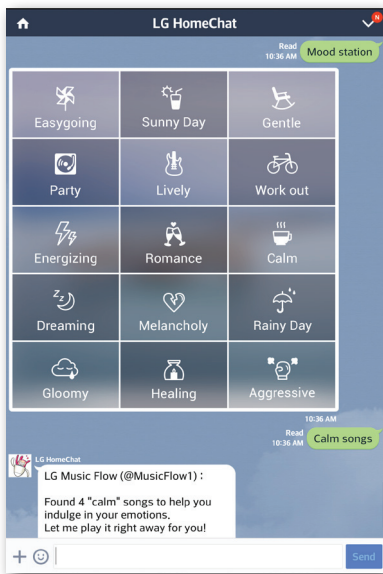 LG HomeChat
N
Read
10:36 AM
Mood station
Easygoing
Sunny Day
Gentle
Party
Lively
Work out
Energizing
Romance
Calm
Dreaming
Melancholy
Rainy Day
Gloomy
Healing
Aggressive
10:36 AM
Read
10:36 AM
Calm songs
LG HomeChat
LG Music Flow (@MusicFlow1) :
Found 4 "calm" songs to help you
indulge in your emotions.
Let me play it right away for you!
Send